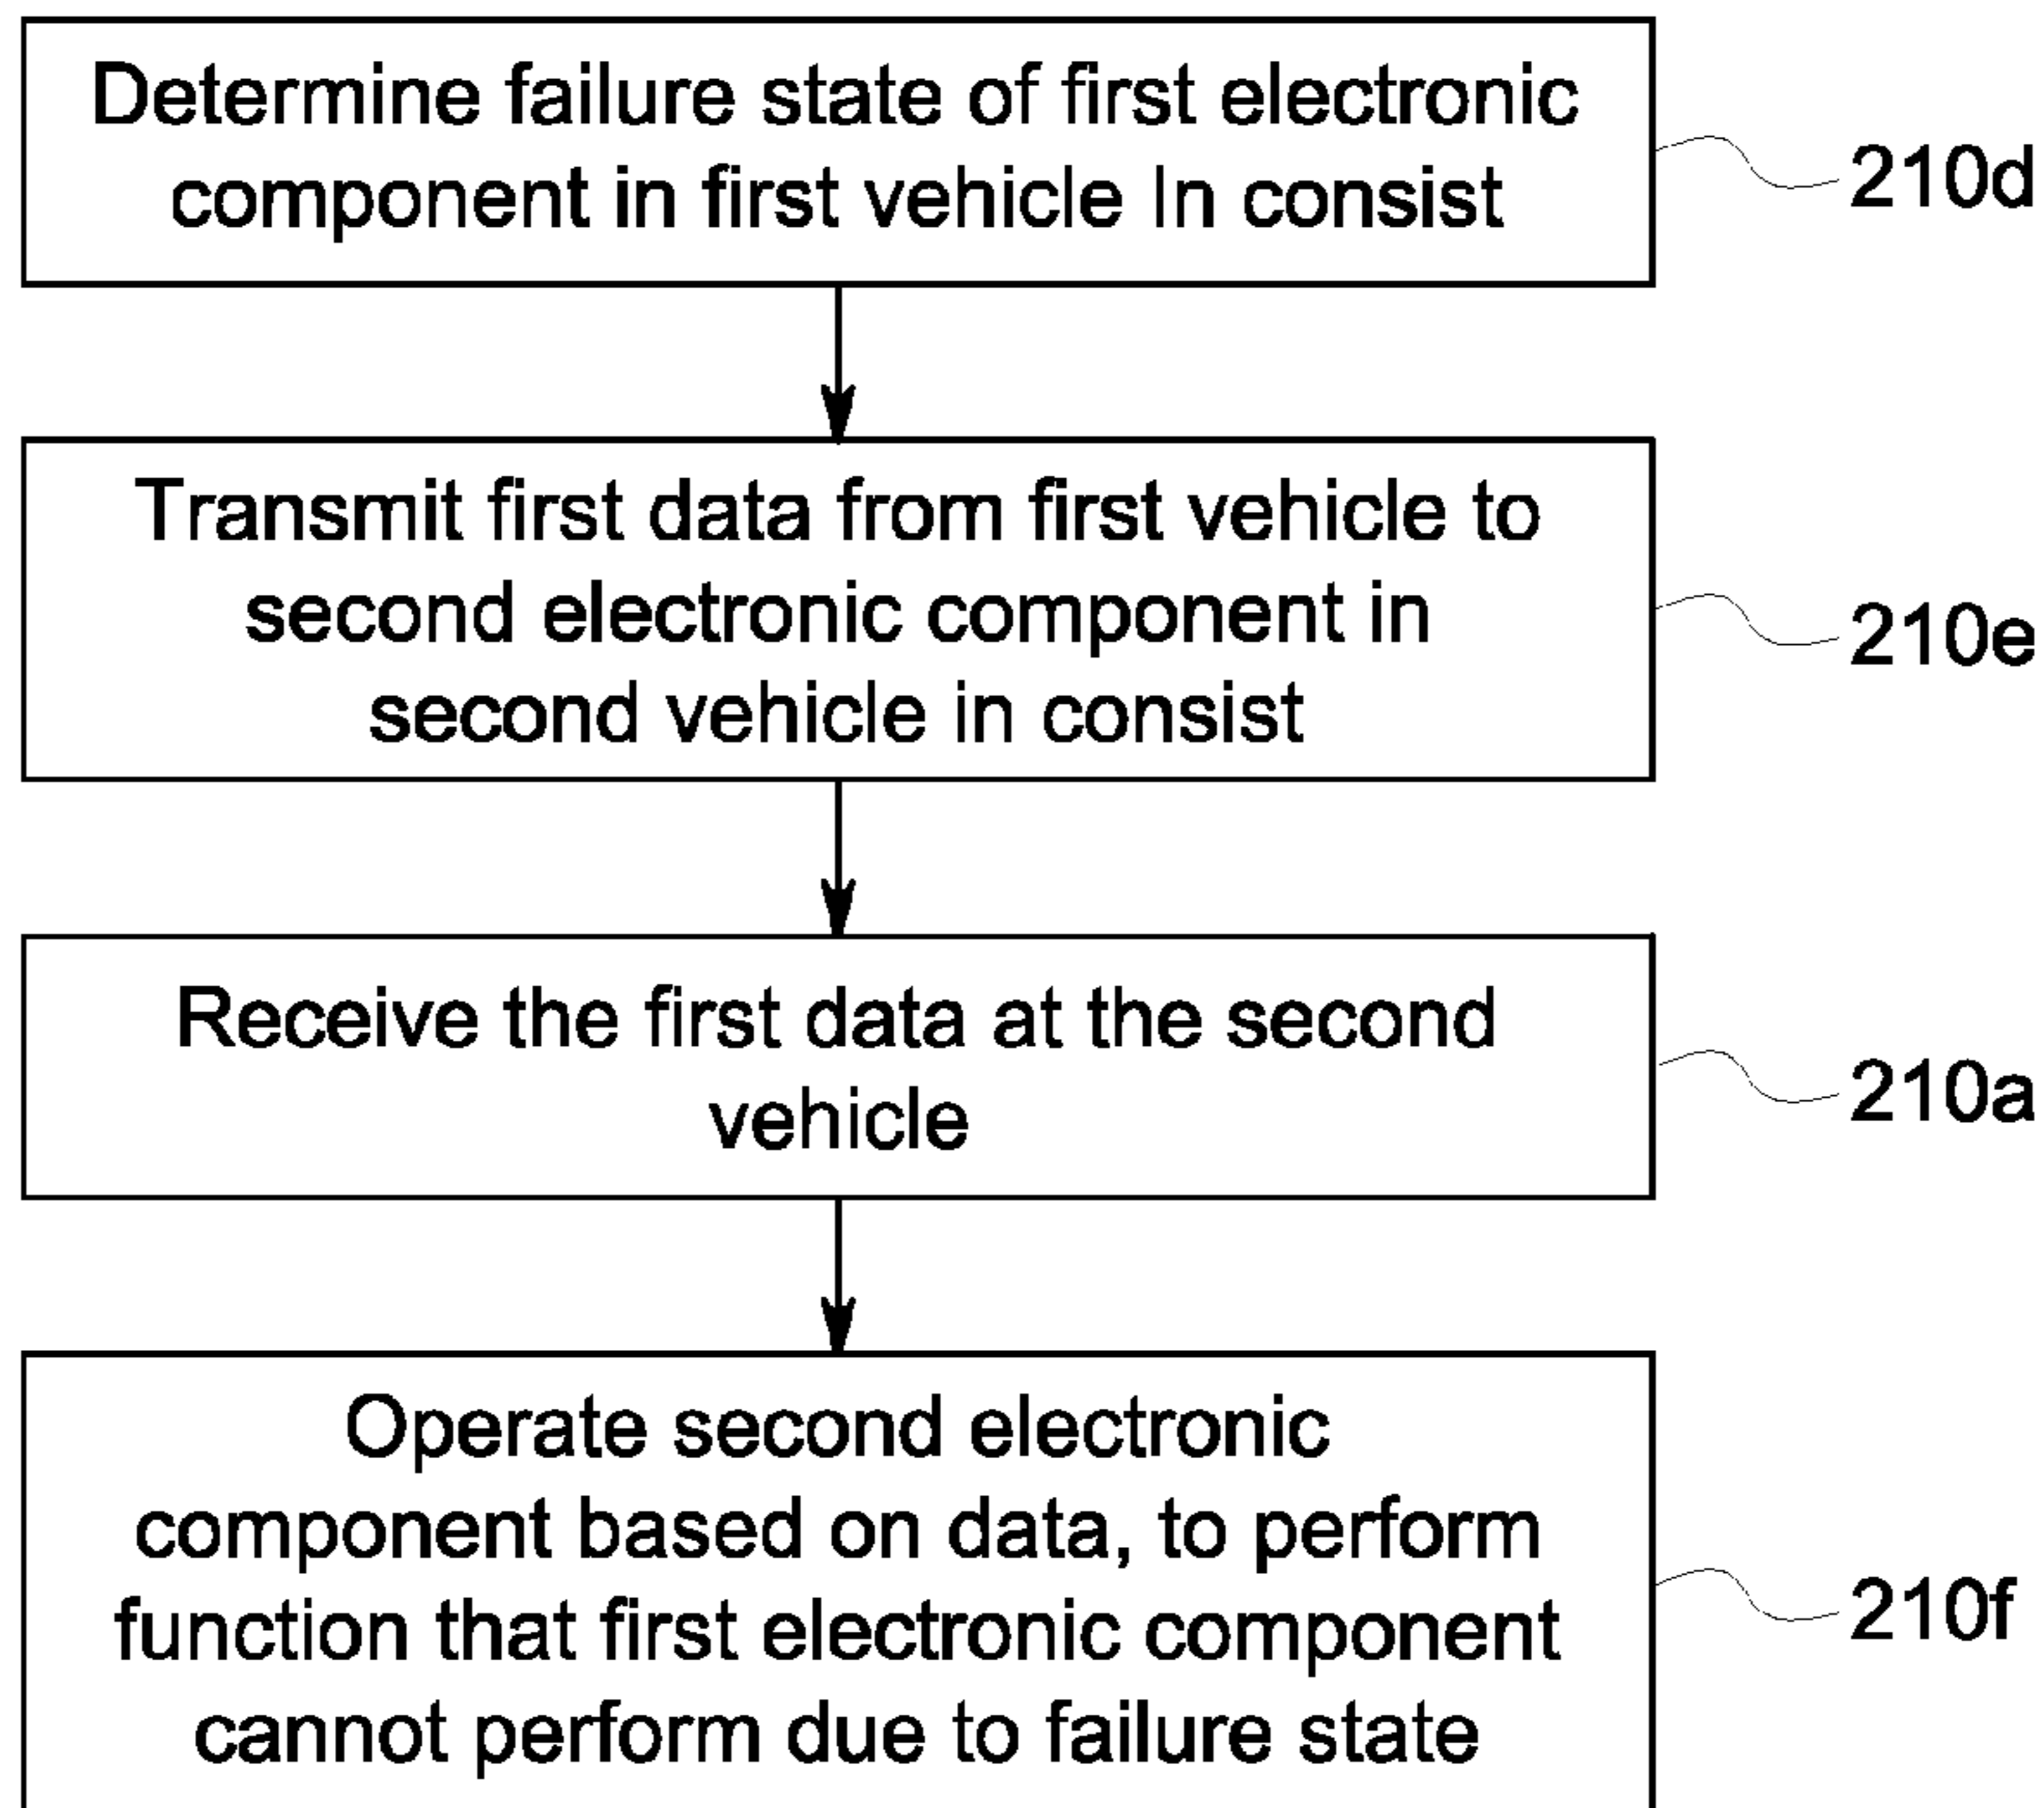 Determine failure state of first electronic
component in first vehicle In consist
210d
Transmit first data from first vehicle to
second electronic component in
second vehicle in consist
210e
Receive the first data at the second
vehicle
210a
Operate second electronic
component based on data, to perform
function that first electronic component
cannot perform due to failure state
210f